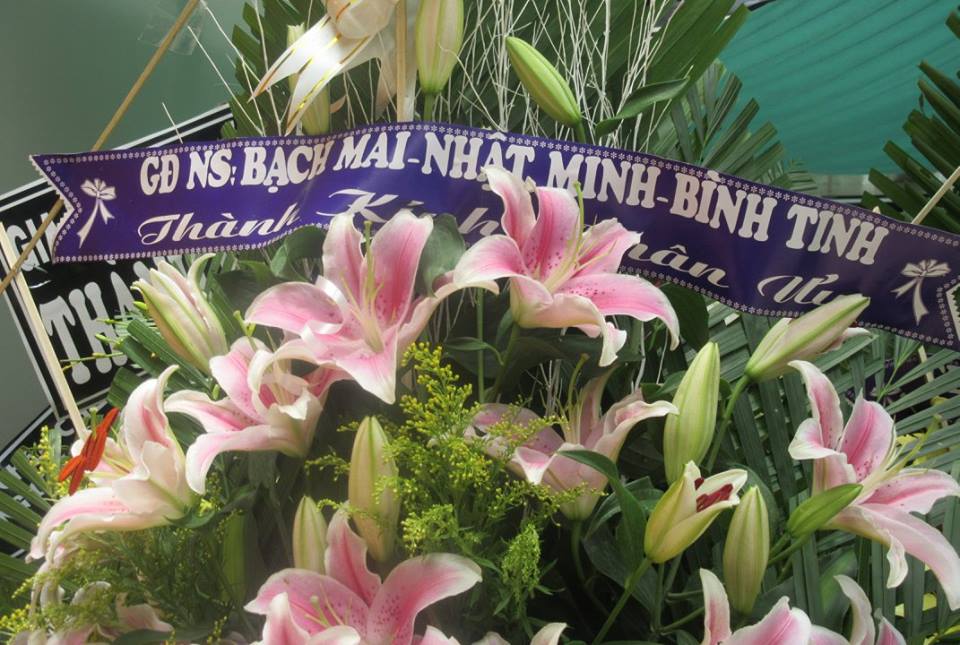 GĐ NS: BẠCH MAI-NHẬT MINH-BÌNH TINH
Thành Kính Phân Ưu